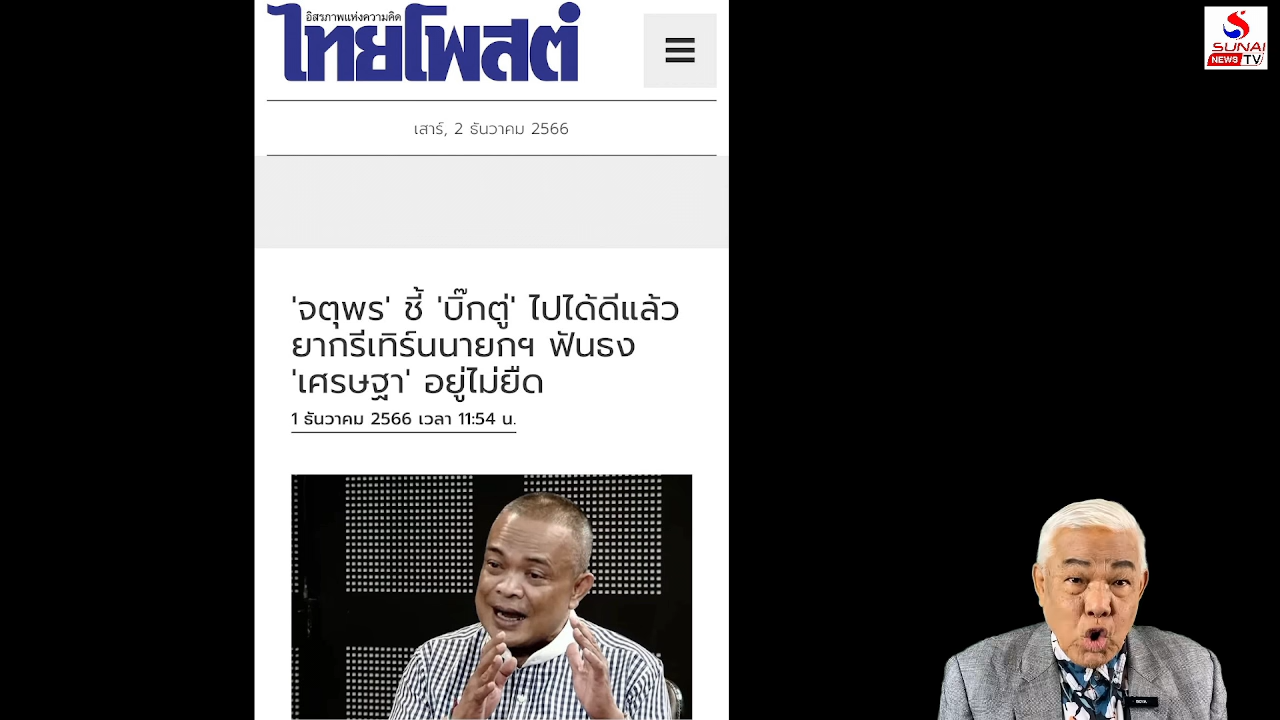 อิสรภาพแห่งความคิด
ไทยโพสต์
SUNAI
NEWS TV
เสาร์, 2 ธันวาคม 2566
'จตุพร' ชี้ 'บิ๊กตู่' ไปได้ดีแล้ว
ยากรีเทิร์นนายกฯ ฟันธง
'เศรษฐา' อยู่ไม่ยืด
1 ธันวาคม 2566 เวลา 11:54 น.